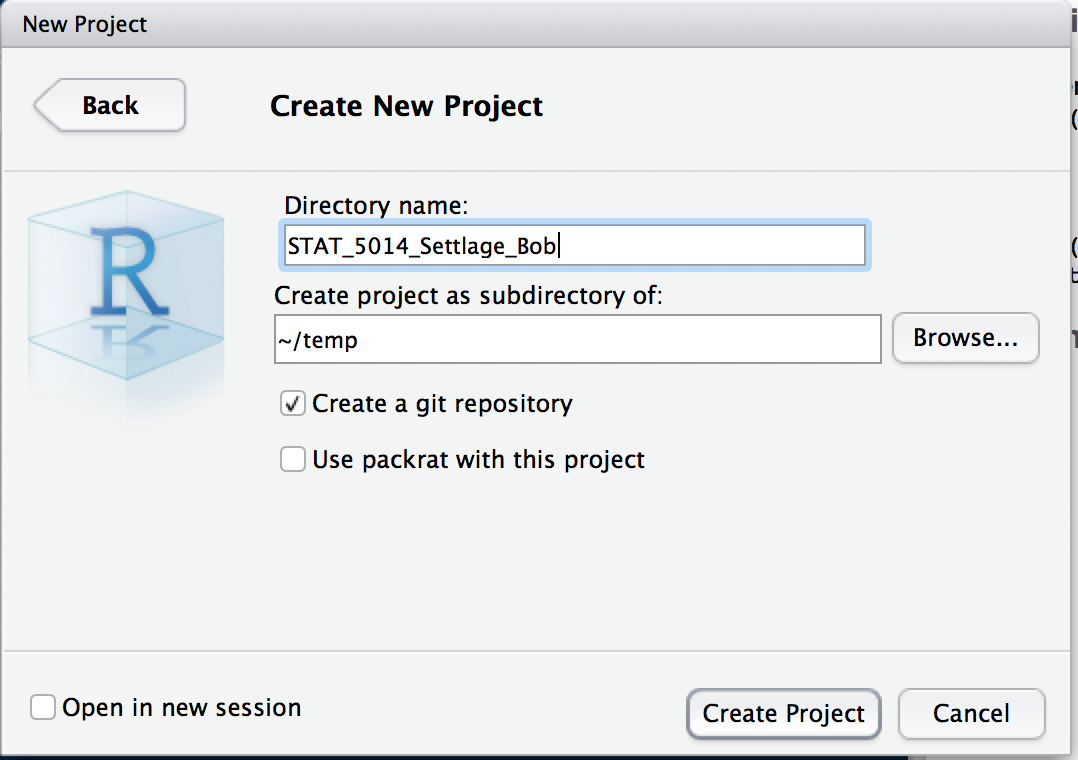 New Project
Back
Create New Project
R
Directory name:
STAT_5014_Settlage_Bob
Create project as subdirectory of:
~/temp
Browse...
Create a git repository
Use packrat with this project
Open in new session
Create Project
Cancel